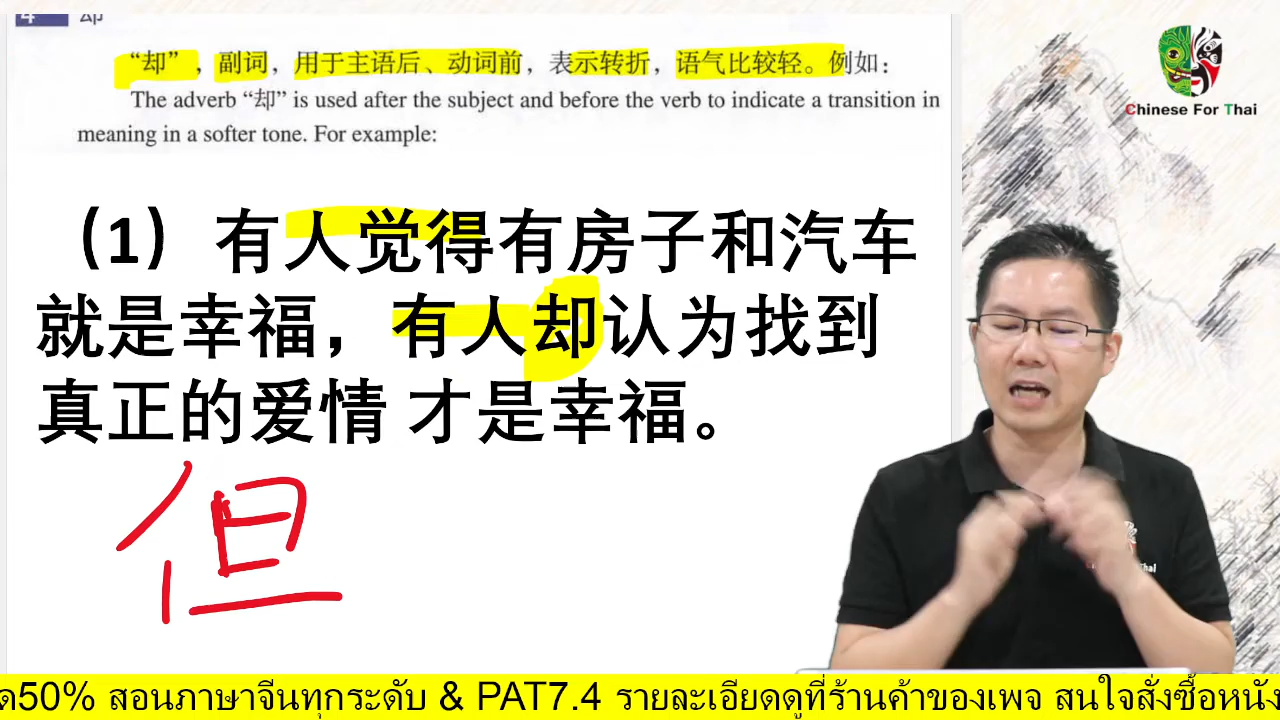 4 却
“却”，副词，用于主语后、动词前，表示转折，语气比较轻。例如：
The adverb “却” is used after the subject and before the verb to indicate a transition in
meaning in a softer tone. For example:
（1）有人觉得有房子和汽车
就是幸福，有人却认为找到
真正的爱情 才是幸福。
但
Chinese For Thai
ด50% สอนภาษาจีนทุกระดับ & PAT7.4 รายละเอียดดูที่ร้านค้าของเพจ สนใจสั่งซื้อหนัง